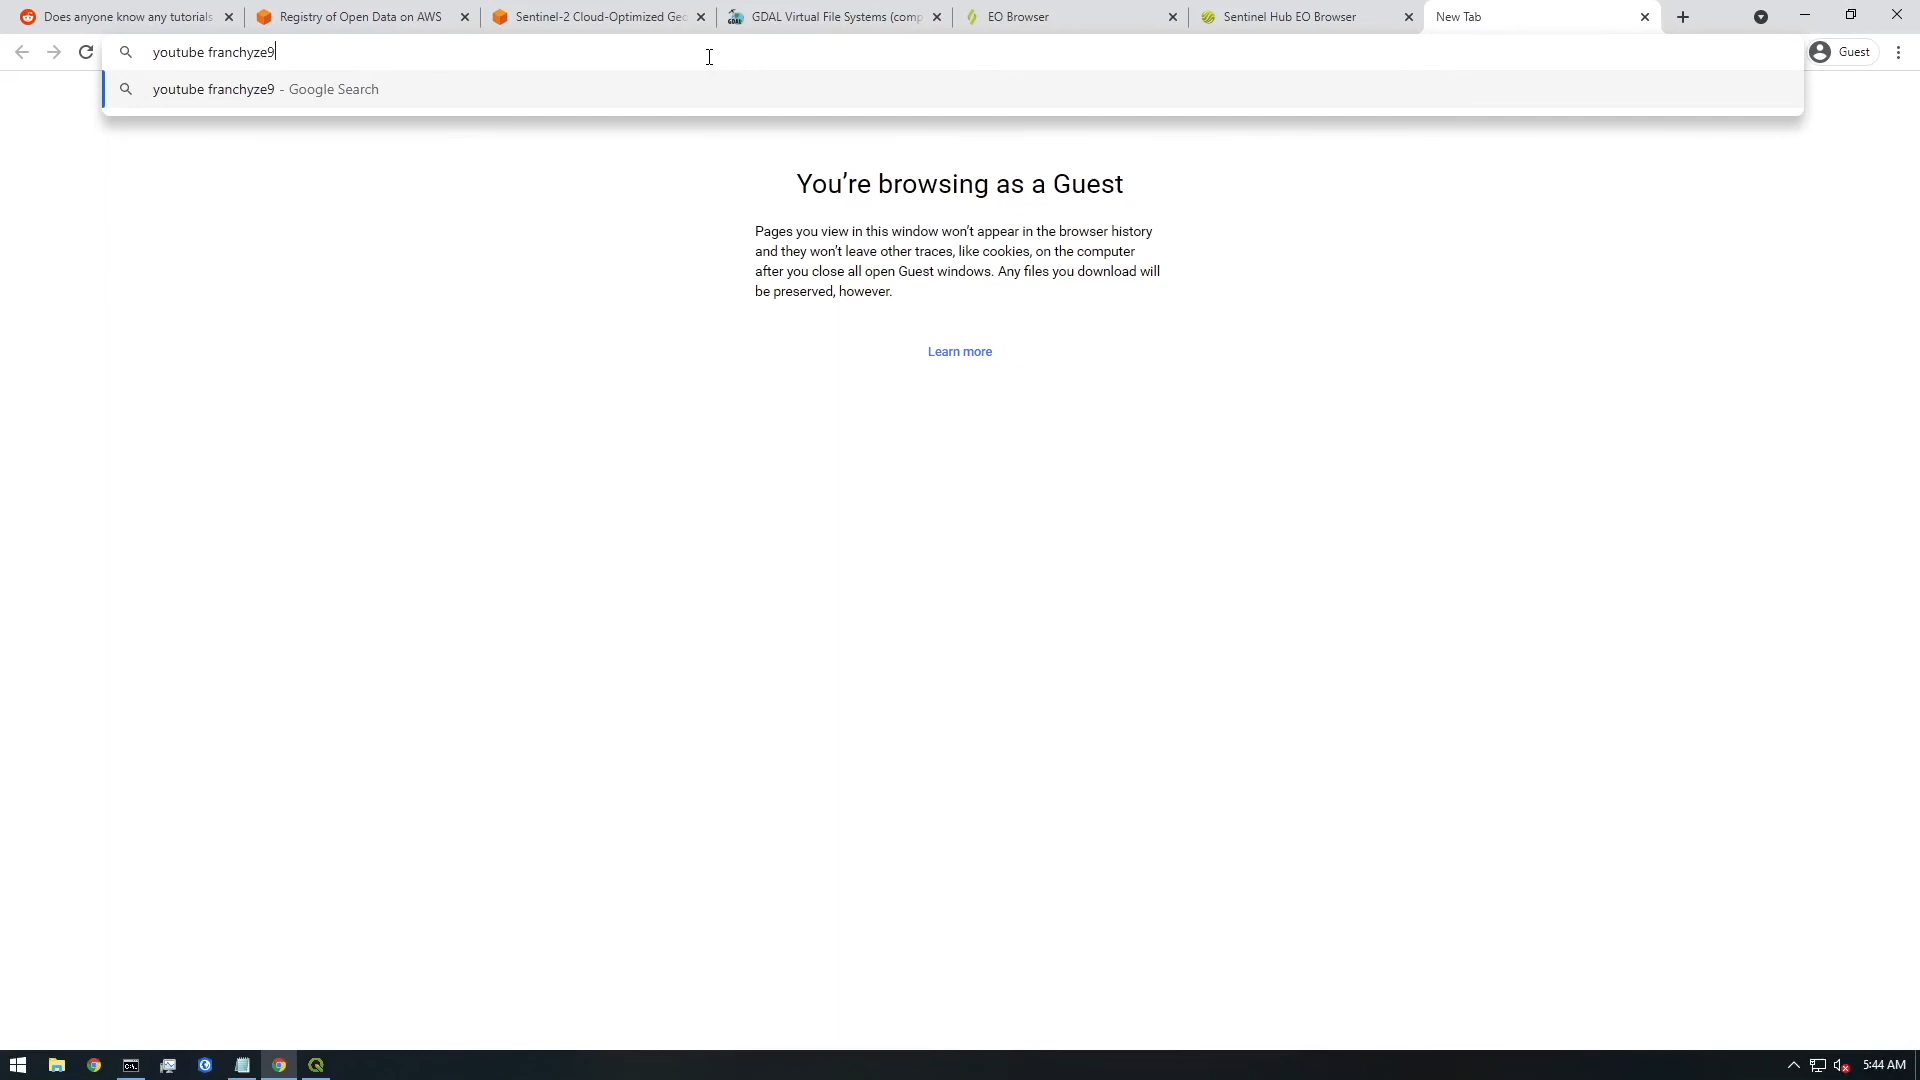 Does anyone know any tutorials
Registry of Open Data on AWS
Sentinel-2 Cloud-Optimized Geo
GDAL Virtual File Systems (comp
EO Browser
Sentinel Hub EO Browser
New Tab
youtube franchyze9
Guest
youtube franchyze9 - Google Search
You're browsing as a Guest
Pages you view in this window won't appear in the browser history
and they won't leave other traces, like cookies, on the computer
after you close all open Guest windows. Any files you download will
be preserved, however.
Learn more
5:44 AM